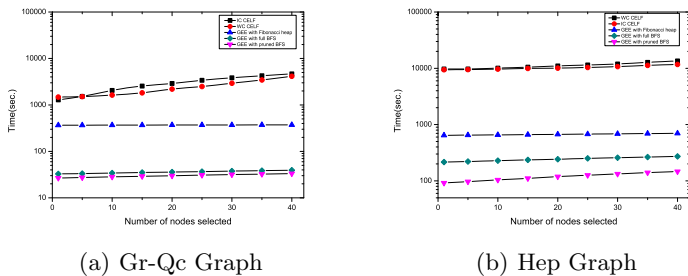 100000
10000
1000
100
10
Time(sec.)
IC CELF
WC CELF
GEE with Fibonacci heap
GEE with full BFS
GEE with pruned BFS
0 10 20 30 40
Number of nodes selected
(a) Gr-Qc Graph
100000
10000
1000
100
Time(sec.)
WC CELF
IC CELF
GEE with Fibonacci heap
GEE with full BFS
GEE with pruned BFS
0 10 20 30 40
Number of nodes selected
(b) Hep Graph